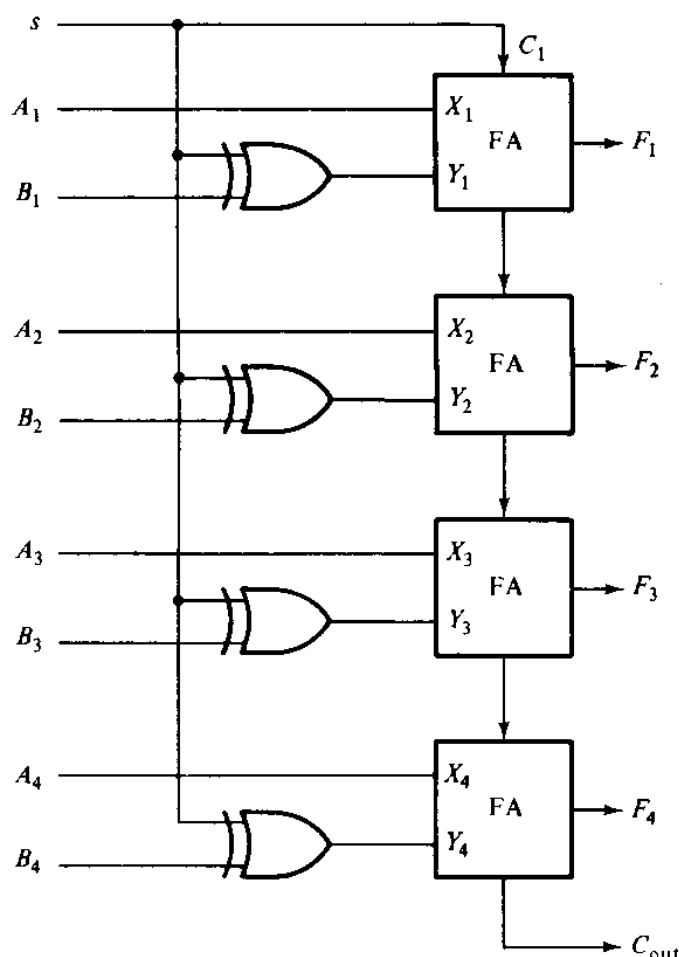 s
C₁
A₁
X₁
FA
F₁
Y₁
B₁
A₂
X₂
FA
F₂
Y₂
B₂
A₃
X₃
FA
F₃
Y₃
B₃
A₄
X₄
FA
F₄
Y₄
B₄
C_out